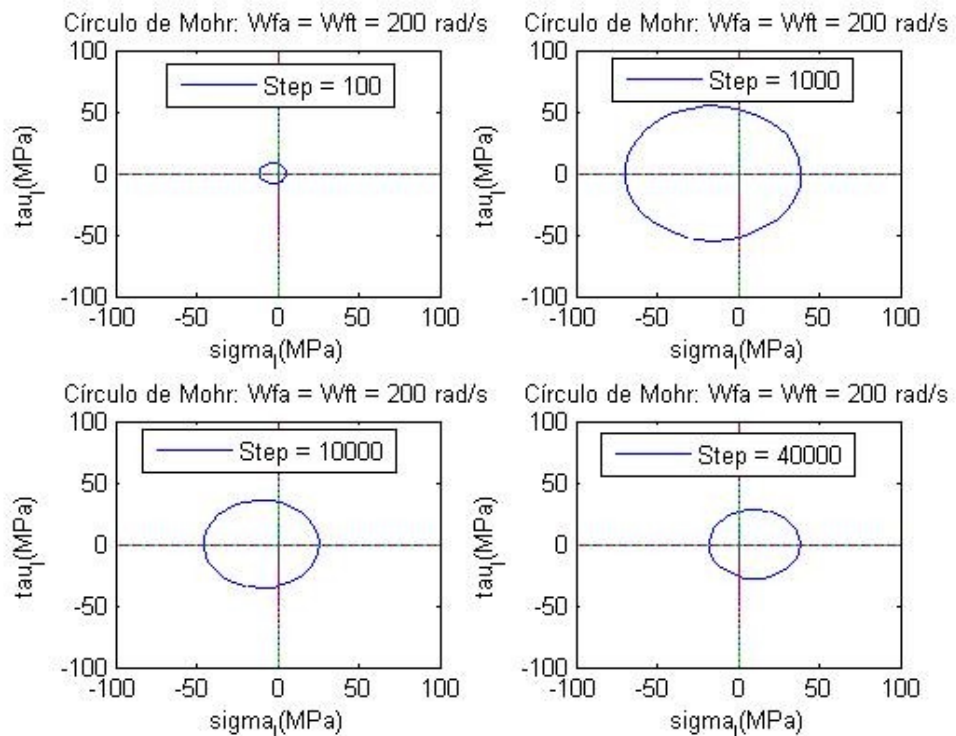 Círculo de Mohr: Wfa = Wft = 200 rad/s
Step = 100
100
50
0
-50
-100
tau_l(MPa)
-100 -50 0 50 100
sigma_l(MPa)
Círculo de Mohr: Wfa = Wft = 200 rad/s
Step = 1000
100
50
0
-50
-100
tau_l(MPa)
-100 -50 0 50 100
sigma_l(MPa)
Círculo de Mohr: Wfa = Wft = 200 rad/s
Step = 10000
100
50
0
-50
-100
tau_l(MPa)
-100 -50 0 50 100
sigma_l(MPa)
Círculo de Mohr: Wfa = Wft = 200 rad/s
Step = 40000
100
50
0
-50
-100
tau_l(MPa)
-100 -50 0 50 100
sigma_l(MPa)